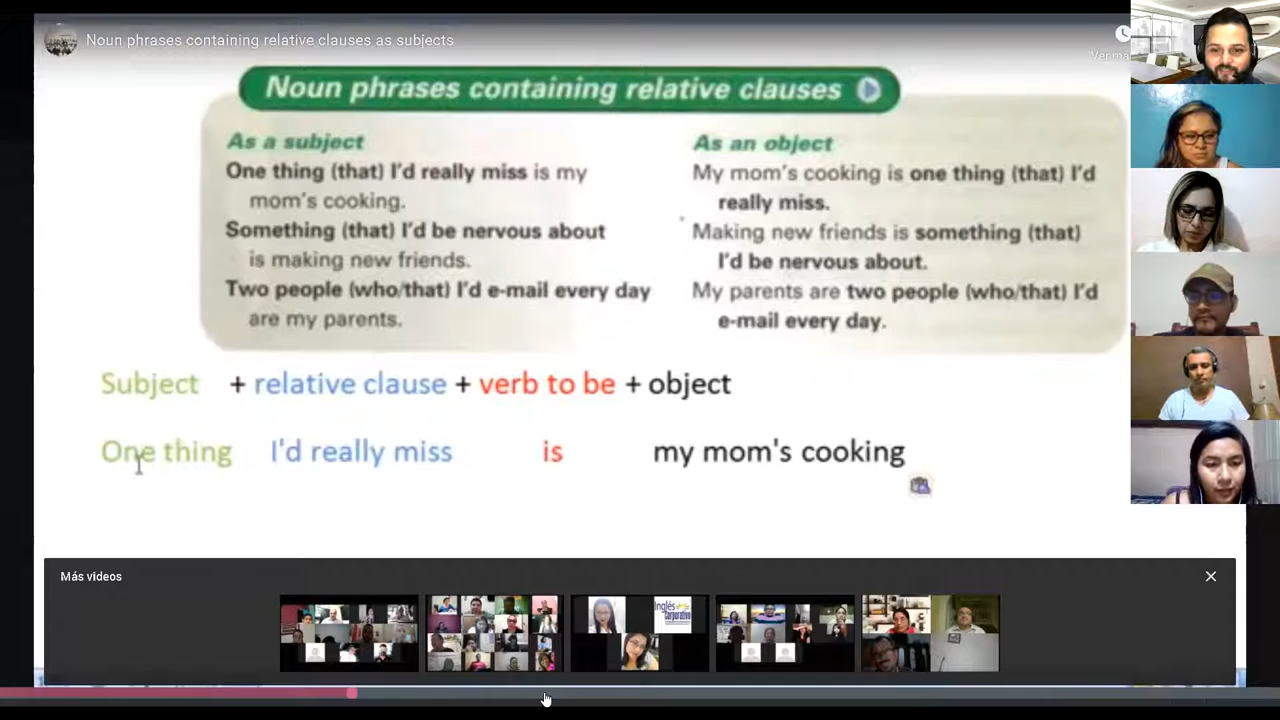 Noun phrases containing relative clauses as subjects
Ver
Noun phrases containing relative clauses
As a subject
One thing (that) I'd really miss is my
mom's cooking.
Something (that) I'd be nervous about
is making new friends.
Two people (who/that) I'd e-mail every day
are my parents.
As an object
My mom's cooking is one thing (that) I'd
really miss.
Making new friends is something (that)
I'd be nervous about.
My parents are two people (who/that) I'd
e-mail every day.
Subject + relative clause + verb to be + object
One thing I'd really miss is my mom's cooking
Más videos
Inglés
Corporativo